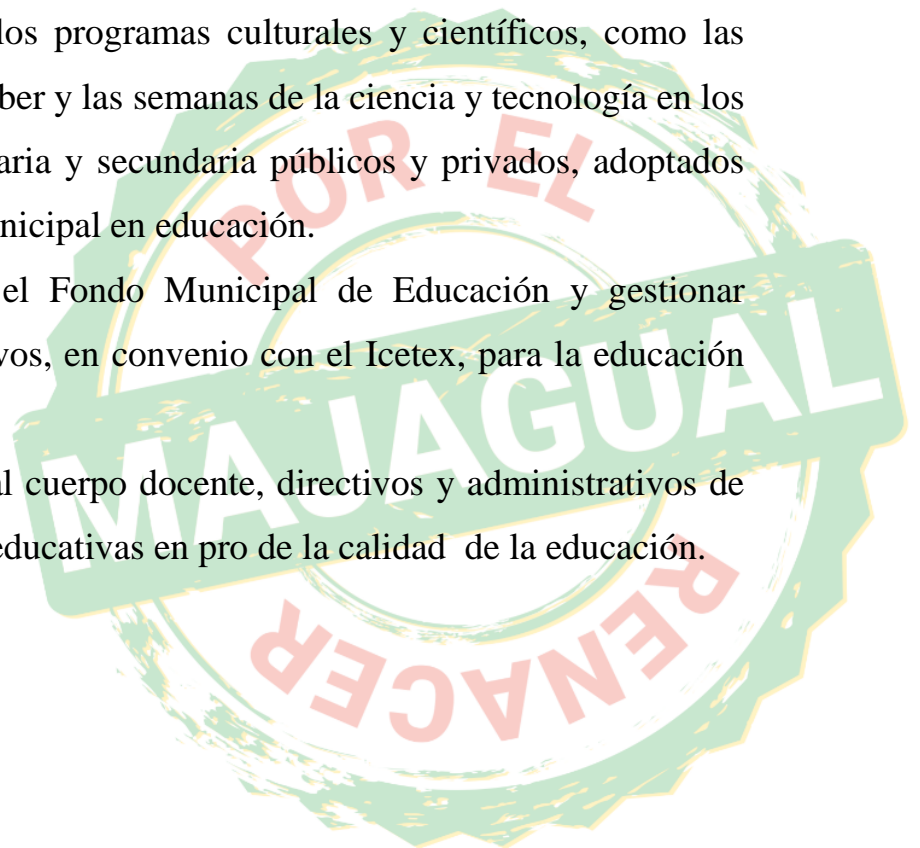 los programas culturales y científicos, como las
ber y las semanas de la ciencia y tecnología en los
aria y secundaria públicos y privados, adoptados
nicipal en educación.
el Fondo Municipal de Educación y gestionar
vos, en convenio con el Icetex, para la educación
al cuerpo docente, directivos y administrativos de
educativas en pro de la calidad  de la educación.
POR EL
MAJAGUAL
RENACER